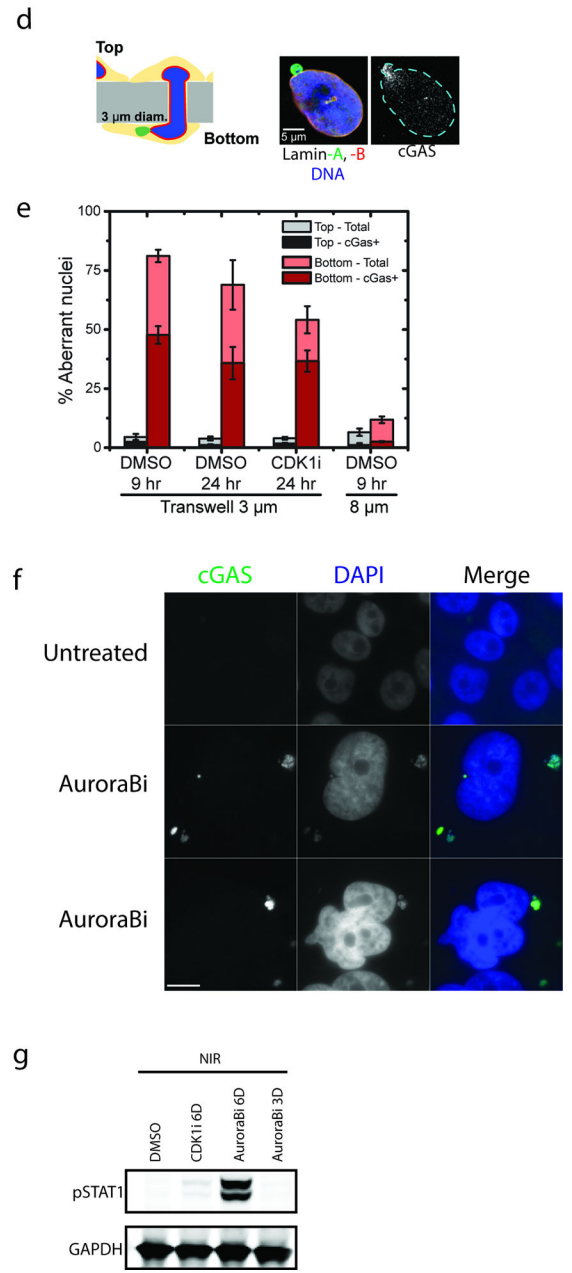 d
Top
3 µm diam.
Bottom
5 µm
Lamin-A, -B
DNA
cGAS
e
100
75
50
25
0
% Aberrant nuclei
Top - Total
Top - cGas+
Bottom - Total
Bottom - cGas+
DMSO DMSO CDK1i DMSO
9 hr 24 hr 24 hr 9 hr
Transwell 3 µm 8 µm
f
cGAS DAPI Merge
Untreated
AuroraBi
AuroraBi
g
NIR
DMSO
CDK1i 6D
AuroraBi 6D
AuroraBi 3D
pSTAT1
GAPDH